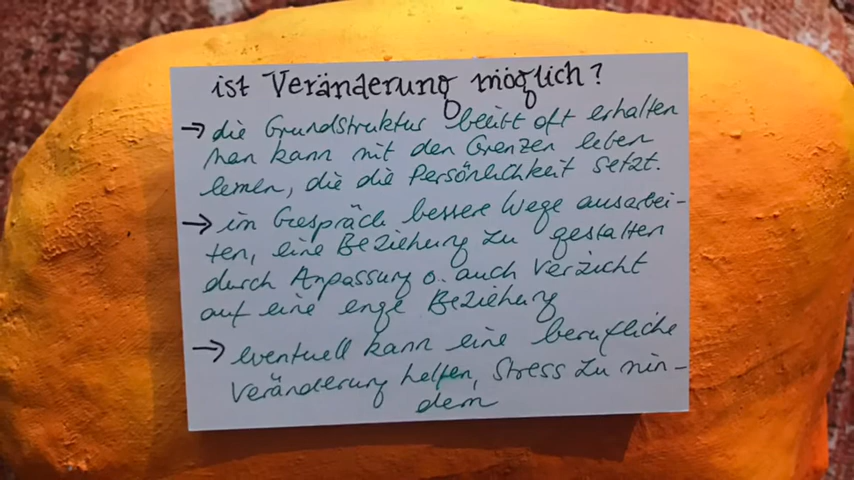 ist Veränderung möglich?
→ die Grundstruktur bleibt oft erhalten
man kann mit den Grenzen leben
lernen, die die Persönlichkeit setzt.
→ im Gespräch bessere Wege ausarbei-
ten, eine Beziehung zu gestalten
durch Anpassung o. auch Verzicht
auf eine enge Beziehung
→ eventuell kann eine berufliche
Veränderung helfen, Stress zu min-
dern